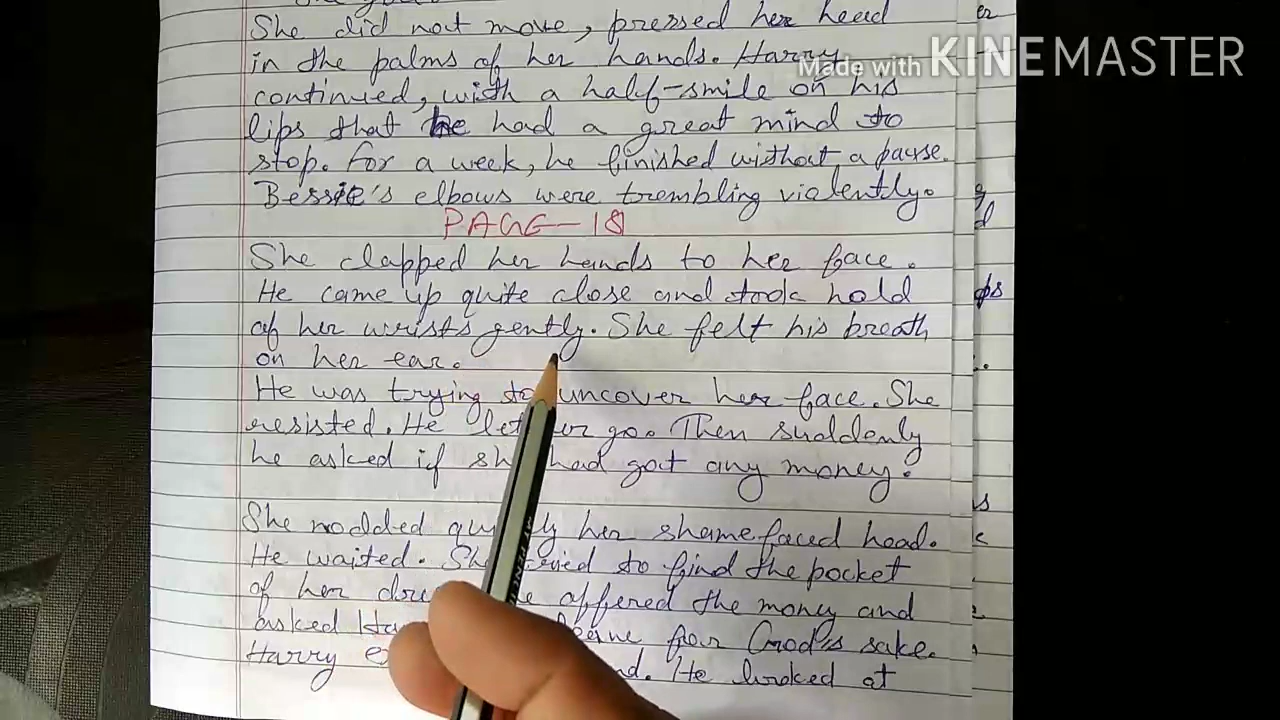 She did not move, pressed her head
in the palms of her hands. Harry
Made with KINEMASTER
continued, with a half-smile on his
lips that he had a great mind to
stop. For a week, he finished without a pause.
Bessie's elbows were trembling violently.
PAGE-18
She clapped her hands to her face.
He came up quite close and took hold
of her wrists gently. She felt his breath
on her ear.
He was trying to uncover her face. She
resisted. He let go. Then suddenly
he asked if had got any money.
She nodded her shamefaced head.
He waited. to find the pocket
of her offered the money and
asked for God's sake.
Harry He looked at